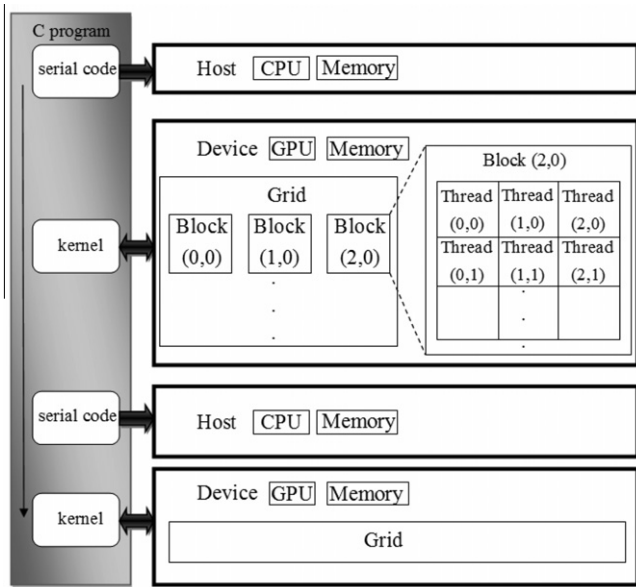 C program
serial code
Host CPU Memory
Device GPU Memory
Grid
Block (0,0)
Block (1,0)
Block (2,0)
. . .
Block (2,0)
Thread (0,0)
Thread (1,0)
Thread (2,0)
Thread (0,1)
Thread (1,1)
Thread (2,1)
. . .
kernel
serial code
Host CPU Memory
kernel
Device GPU Memory
Grid